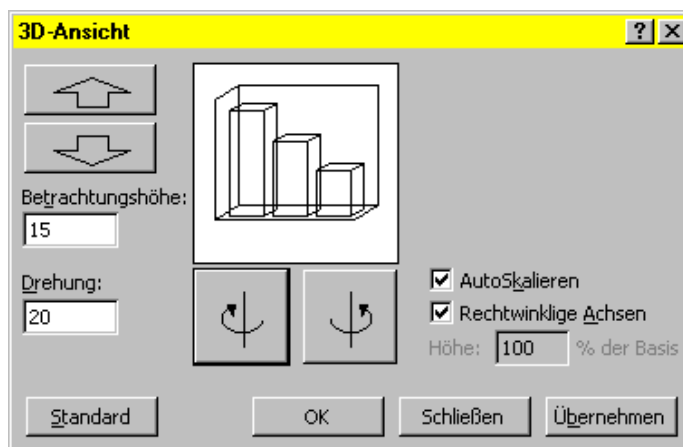 3D-Ansicht
Betrachtungshöhe:
15
Drehung:
20
AutoSkalieren
Rechtwinklige Achsen
Höhe: 100 % der Basis
Standard OK Schließen Übernehmen